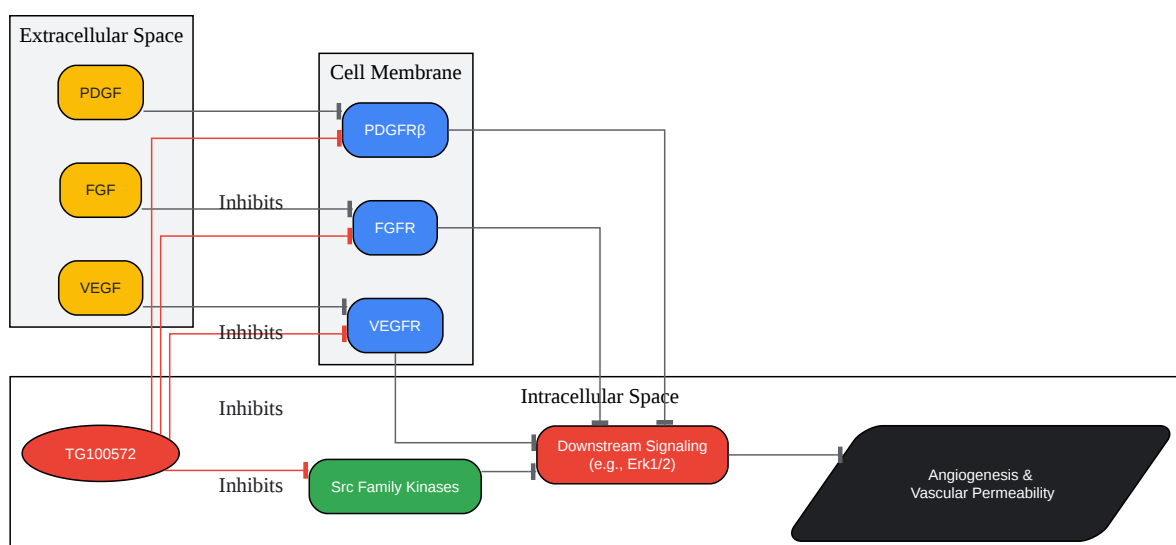 Extracellular Space
PDGF
FGF
VEGF
Cell Membrane
PDGFRβ
FGFR
VEGFR
Inhibits
Inhibits
Inhibits
Inhibits
Intracellular Space
TG100572
Src Family Kinases
Downstream Signaling
(e.g., Erk1/2)
Angiogenesis &
Vascular Permeability